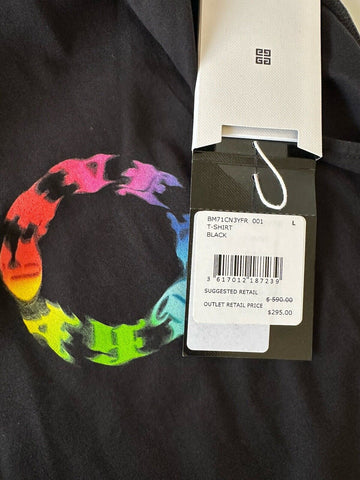 BM71CN3YFR 001 L
T-SHIRT
BLACK
3 617012 187239
SUGGESTED RETAIL $ 590.00
OUTLET RETAIL PRICE
$295.00